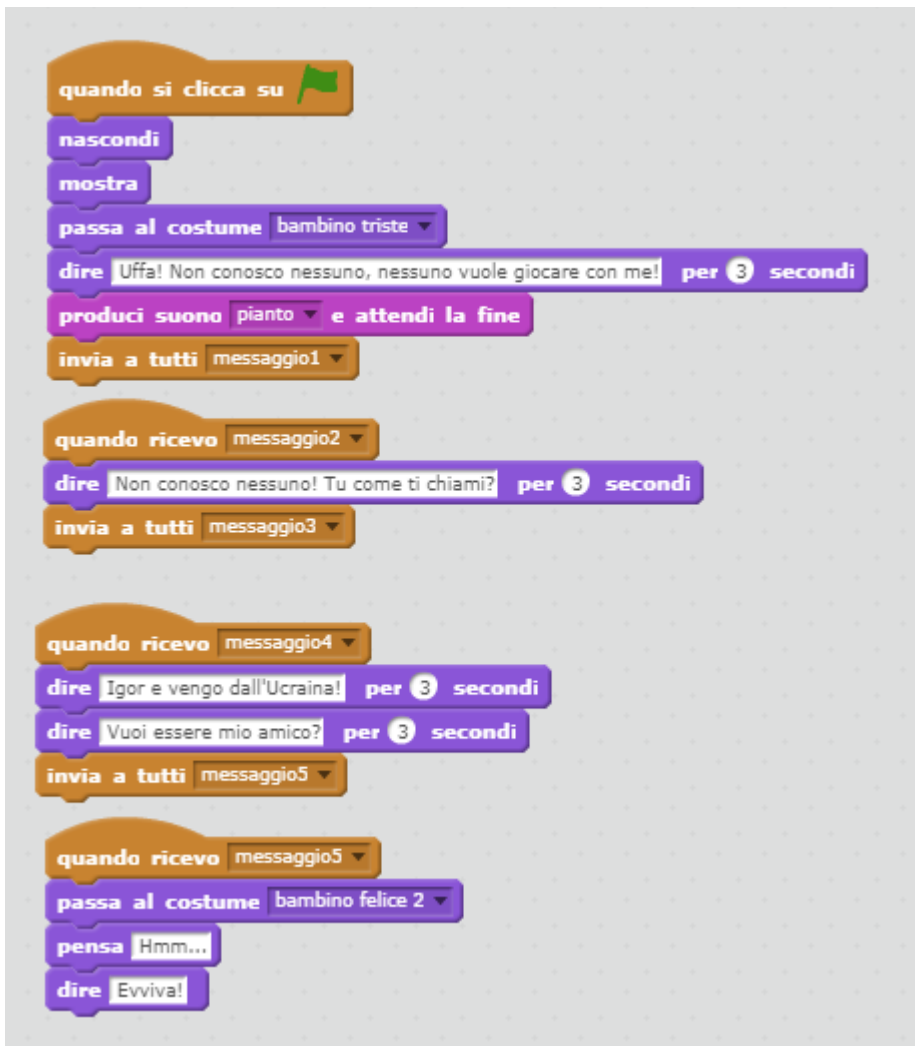 quando si clicca su
nascondi
mostra
passa al costume bambino triste
dire Uffa! Non conosco nessuno, nessuno vuole giocare con me! per 3 secondi
produci suono pianto e attendi la fine
invia a tutti messaggio1
quando ricevo messaggio2
dire Non conosco nessuno! Tu come ti chiami? per 3 secondi
invia a tutti messaggio3
quando ricevo messaggio4
dire Igor e vengo dall'Ucraina! per 3 secondi
dire Vuoi essere mio amico? per 3 secondi
invia a tutti messaggio5
quando ricevo messaggio5
passa al costume bambino felice 2
pensa Hmm...
dire Evviva!